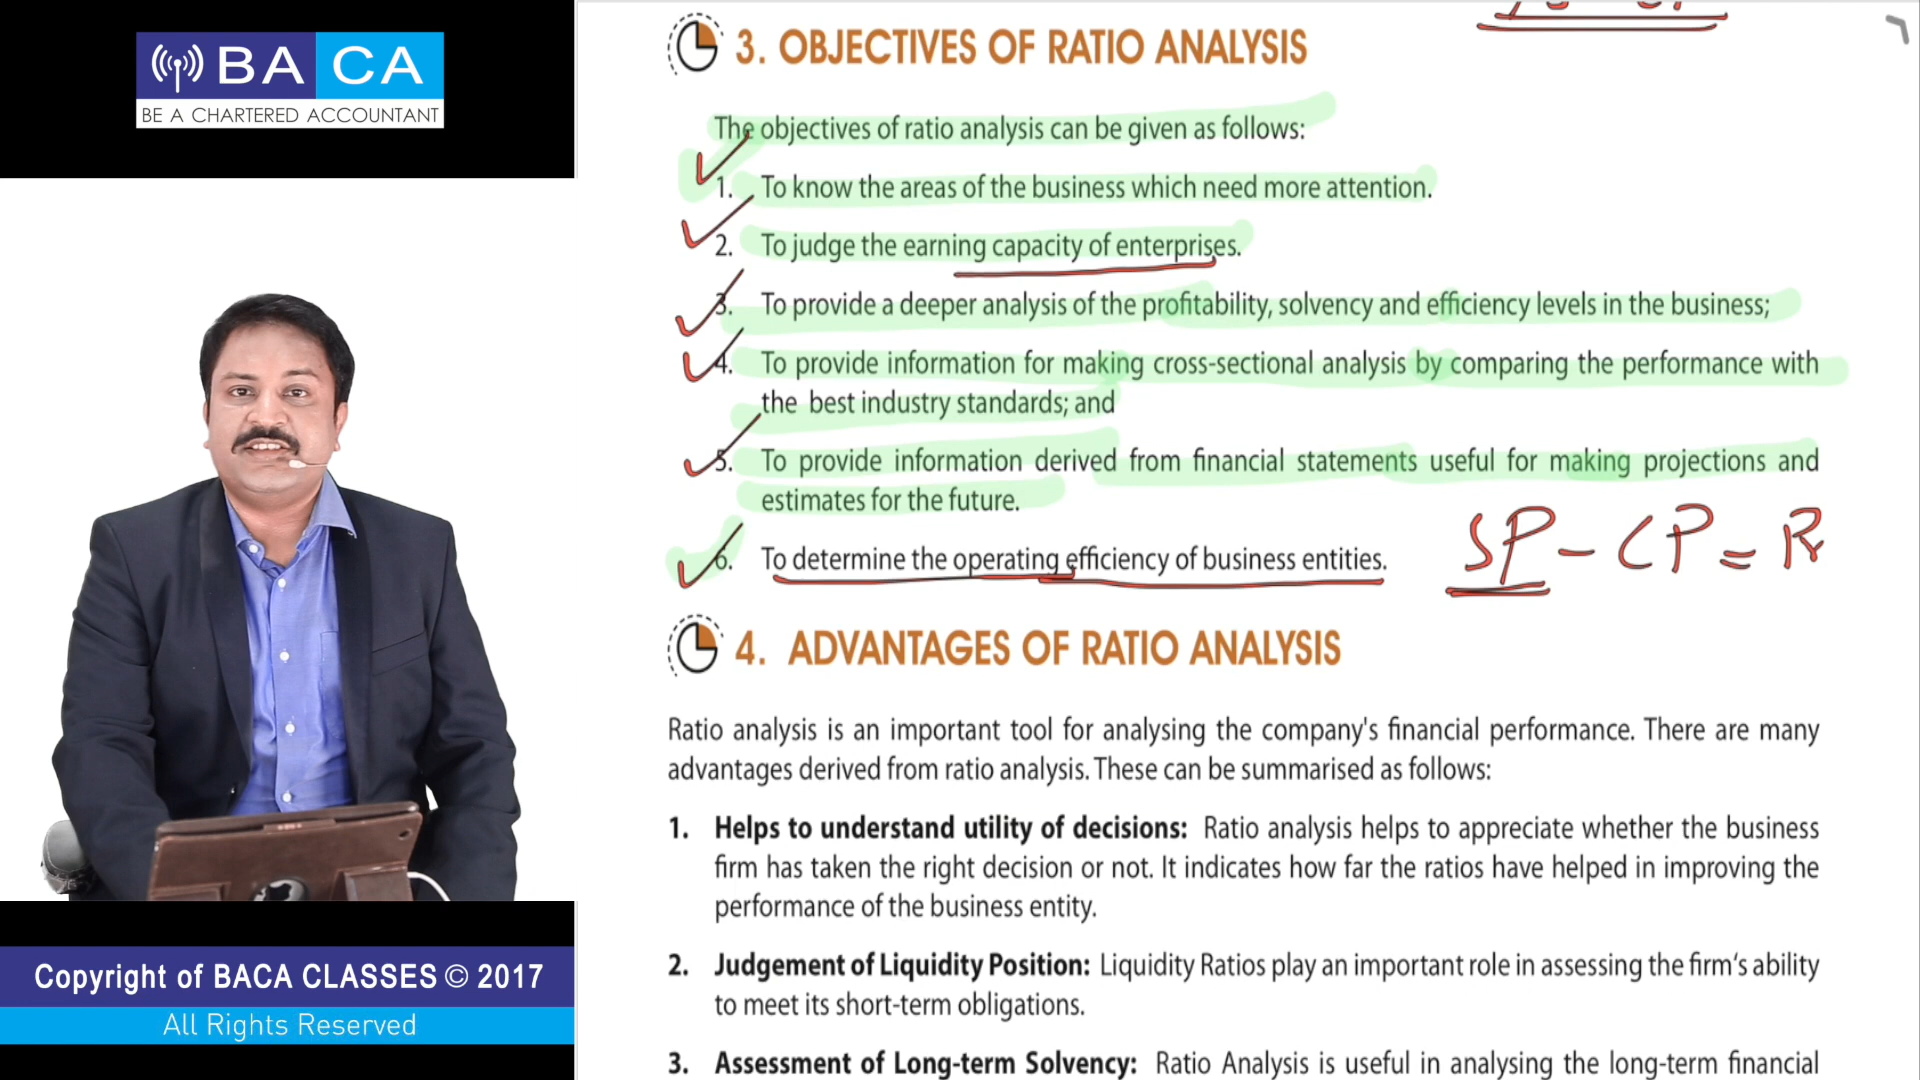 BA CA
BE A CHARTERED ACCOUNTANT
3. OBJECTIVES OF RATIO ANALYSIS
The objectives of ratio analysis can be given as follows:
1. To know the areas of the business which need more attention.
2. To judge the earning capacity of enterprises.
3. To provide a deeper analysis of the profitability, solvency and efficiency levels in the business;
4. To provide information for making cross-sectional analysis by comparing the performance with
the best industry standards; and
5. To provide information derived from financial statements useful for making projections and
estimates for the future.
6. To determine the operating efficiency of business entities.
SP - CP =
4. ADVANTAGES OF RATIO ANALYSIS
Ratio analysis is an important tool for analysing the company's financial performance. There are many
advantages derived from ratio analysis. These can be summarised as follows:
1. Helps to understand utility of decisions: Ratio analysis helps to appreciate whether the business
firm has taken the right decision or not. It indicates how far the ratios have helped in improving the
performance of the business entity.
2. Judgement of Liquidity Position: Liquidity Ratios play an important role in assessing the firm's ability
to meet its short-term obligations.
3. Assessment of Long-term Solvency: Ratio Analysis is useful in analysing the long-term financial
Copyright of BACA CLASSES © 2017
All Rights Reserved